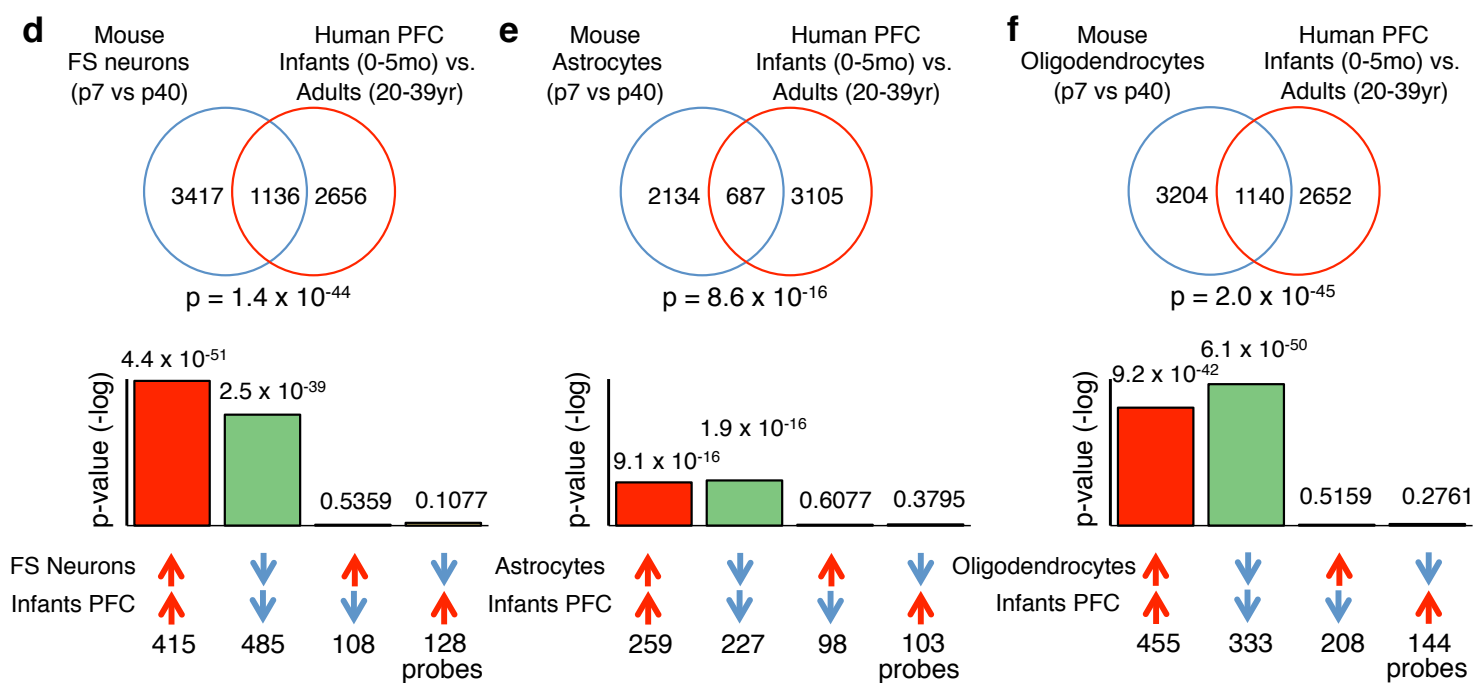 d
Mouse
FS neurons
(p7 vs p40)
Human PFC
Infants (0-5mo) vs.
Adults (20-39yr)
3417 1136 2656
p = 1.4 x 10-44
p-value (-log)
4.4 x 10-51
2.5 x 10-39
0.5359
0.1077
FS Neurons
Infants PFC
415 485 108 128
probes
e
Mouse
Astrocytes
(p7 vs p40)
Human PFC
Infants (0-5mo) vs.
Adults (20-39yr)
2134 687 3105
p = 8.6 x 10-16
p-value (-log)
9.1 x 10-16
1.9 x 10-16
0.6077
0.3795
Astrocytes
Infants PFC
259 227 98 103
probes
f
Mouse
Oligodendrocytes
(p7 vs p40)
Human PFC
Infants (0-5mo) vs.
Adults (20-39yr)
3204 1140 2652
p = 2.0 x 10-45
p-value (-log)
9.2 x 10-42
6.1 x 10-50
0.5159
0.2761
Oligodendrocytes
Infants PFC
455 333 208 144
probes